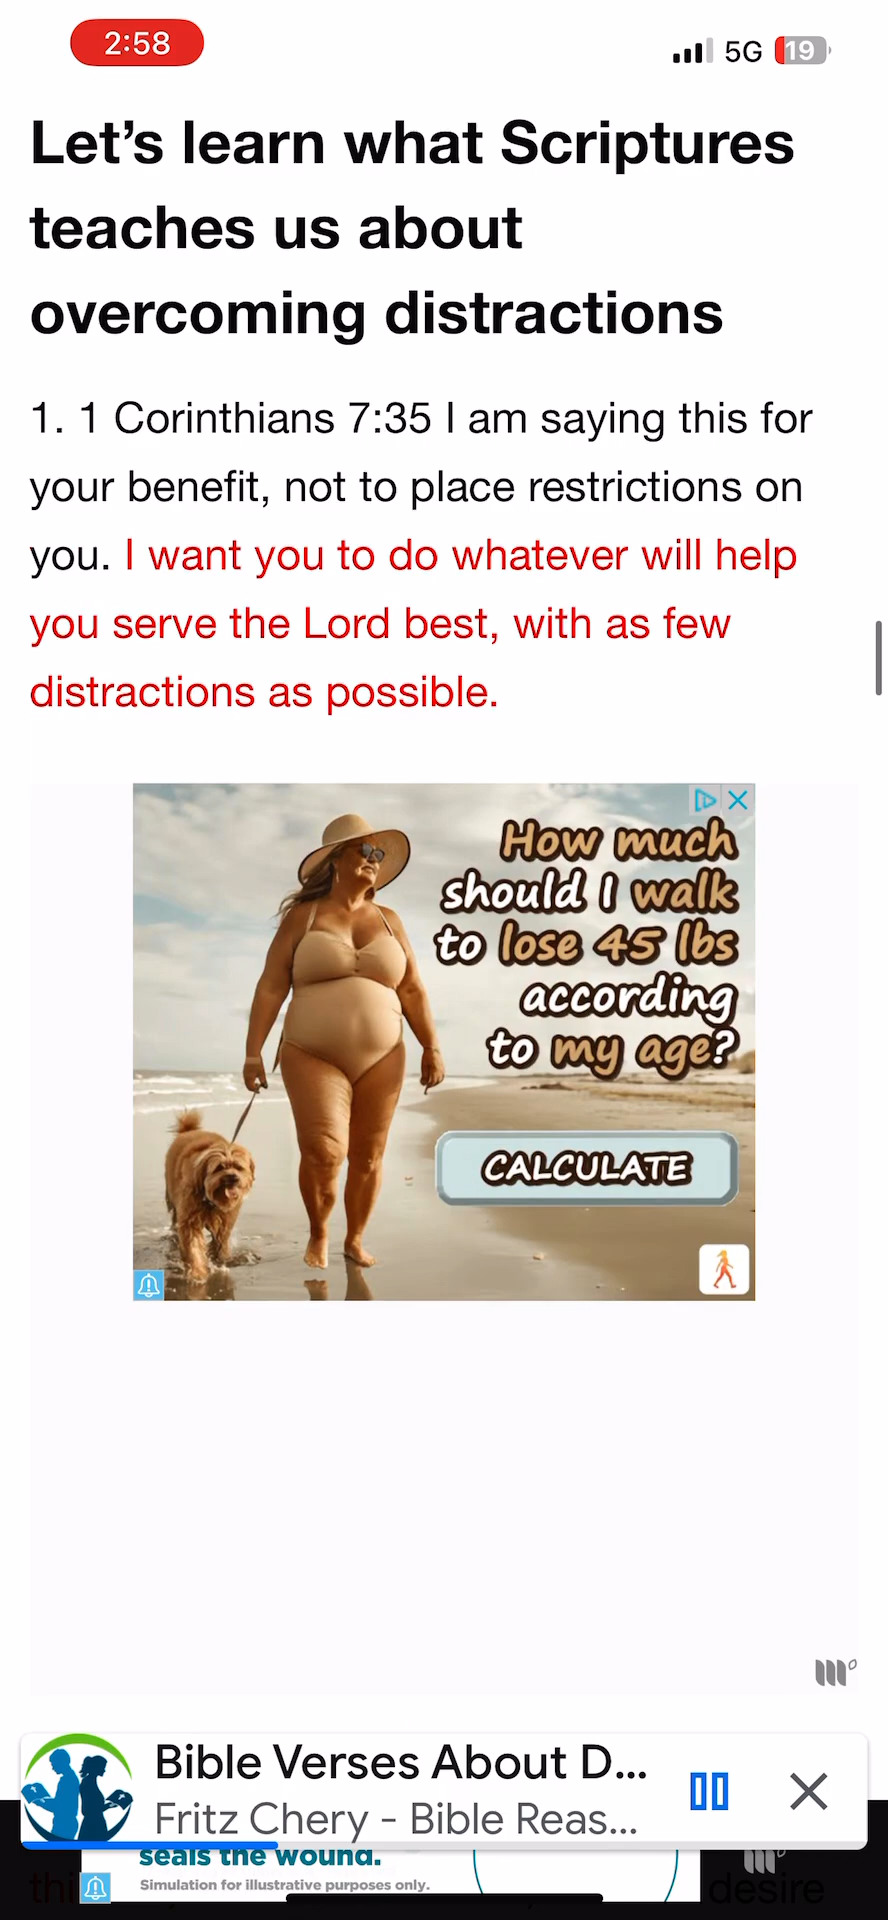 2:58
5G 19
Let’s learn what Scriptures
teaches us about
overcoming distractions
1. 1 Corinthians 7:35 I am saying this for
your benefit, not to place restrictions on
you. I want you to do whatever will help
you serve the Lord best, with as few
distractions as possible.
How much
should I walk
to lose 45 lbs
according
to my age?
CALCULATE
Bible Verses About D...
Fritz Chery - Bible Reas...
seals the wound.
Simulation for illustrative purposes only.
desire